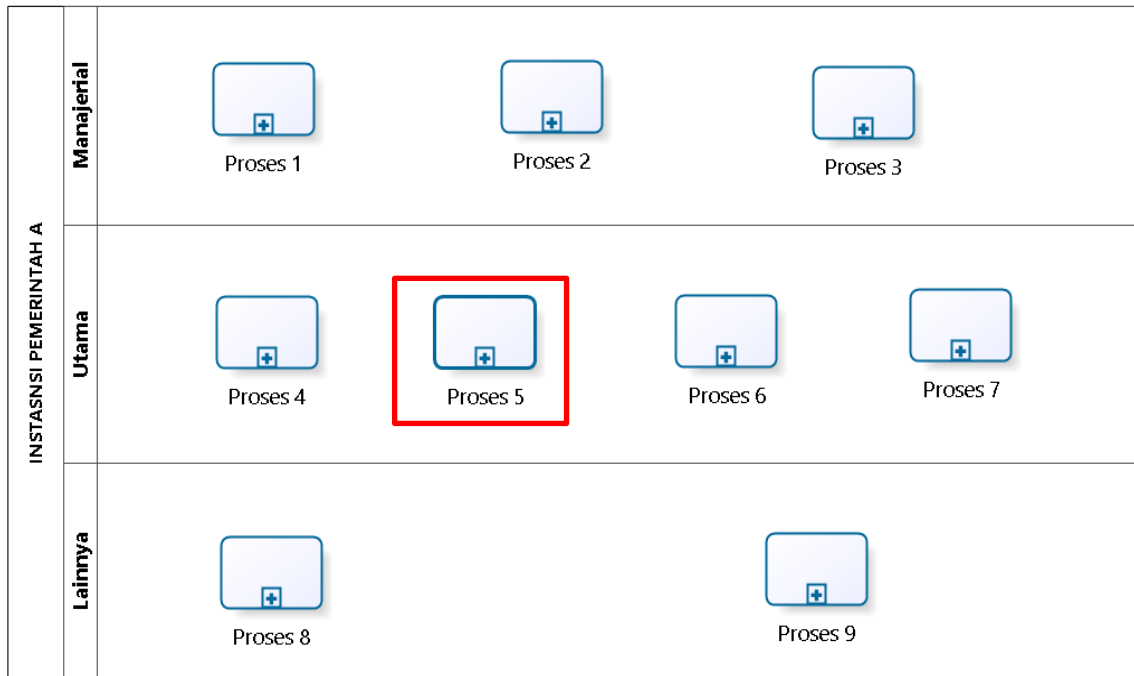 INSTASNSI PEMERINTAH A
Manajerial
Proses 1
Proses 2
Proses 3
Utama
Proses 4
Proses 5
Proses 6
Proses 7
Lainnya
Proses 8
Proses 9